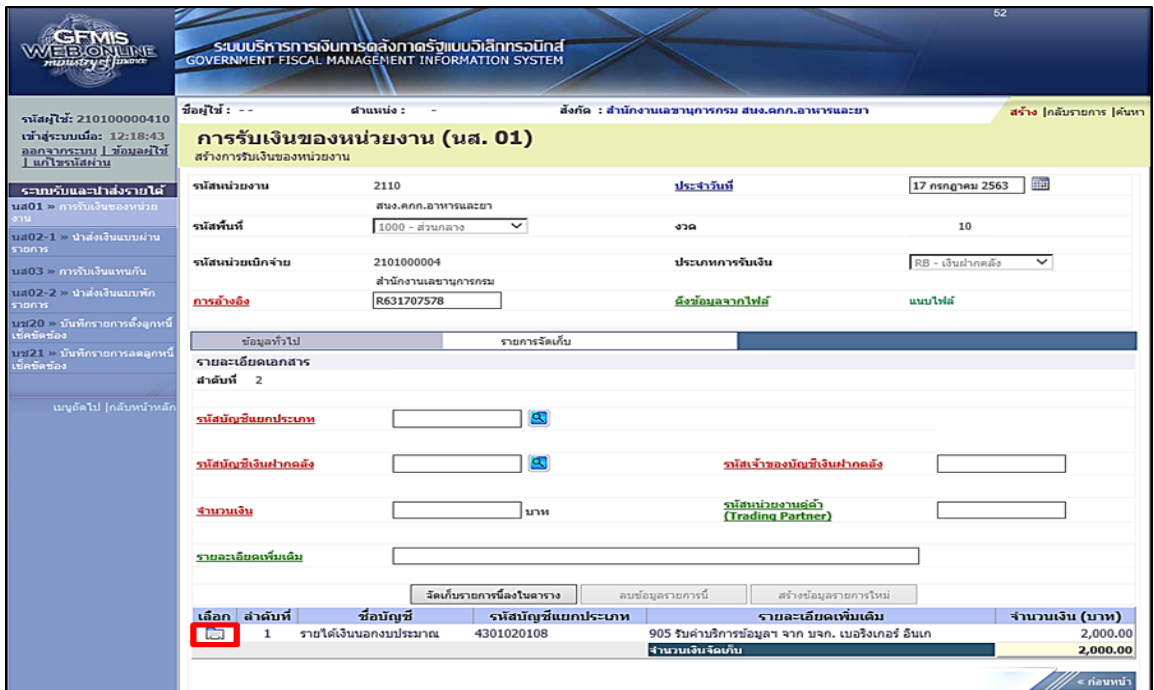 52
GFMIS
WEB ONLINE
ministry of finance
ระบบบริหารการเงินการคลังภาครัฐแบบอิเล็กทรอนิกส์
GOVERNMENT FISCAL MANAGEMENT INFORMATION SYSTEM
รหัสผู้ใช้: 210100000410
เข้าสู่ระบบเมื่อ: 12:18:43
ออกจากระบบ | ข้อมูลผู้ใช้
| แก้ไขรหัสผ่าน
ชื่อผู้ใช้ : - - ตำแหน่ง : - สังกัด : สำนักงานเลขานุการกรม สนง.คกก.อาหารและยา
สร้าง |กลับรายการ |ค้นหา
การรับเงินของหน่วยงาน (นส. 01)
สร้างการรับเงินของหน่วยงาน
ระบบรับและนำส่งรายได้
นส01 » การรับเงินของหน่วยงาน
นส02-1 » นำส่งเงินแบบผ่านรายการ
นส03 » การรับเงินแทนกัน
นส02-2 » นำส่งเงินแบบพักรายการ
บช20 » บันทึกรายการตั้งลูกหนี้เช็คขัดข้อง
บช21 » บันทึกรายการลดลูกหนี้เช็คขัดข้อง
เมนูถัดไป |กลับหน้าหลัก
รหัสหน่วยงาน 2110 ประจำวันที่ 17 กรกฎาคม 2563
สนง.คกก.อาหารและยา
รหัสพื้นที่ 1000 - ส่วนกลาง งวด 10
รหัสหน่วยเบิกจ่าย 2101000004 ประเภทการรับเงิน RB - เงินฝากคลัง
สำนักงานเลขานุการกรม
การอ้างอิง R631707578 ดึงข้อมูลจากไฟล์ แนบไฟล์
ข้อมูลทั่วไป รายการจัดเก็บ
รายละเอียดเอกสาร
ลำดับที่ 2
รหัสบัญชีแยกประเภท
รหัสบัญชีเงินฝากคลัง รหัสเจ้าของบัญชีเงินฝากคลัง
จำนวนเงิน บาท รหัสหน่วยงานคู่ค้า
(Trading Partner)
รายละเอียดเพิ่มเติม
จัดเก็บรายการนี้ลงในตาราง ลบข้อมูลรายการนี้ สร้างข้อมูลรายการใหม่
เลือก ลำดับที่ ชื่อบัญชี รหัสบัญชีแยกประเภท รายละเอียดเพิ่มเติม จำนวนเงิน (บาท)
1 รายได้เงินนอกงบประมาณ 4301020108 905 รับค่าบริการข้อมูลฯ จาก บจก. เบอริงเกอร์ อินเก 2,000.00
จำนวนเงินจัดเก็บ 2,000.00
« ก่อนหน้า